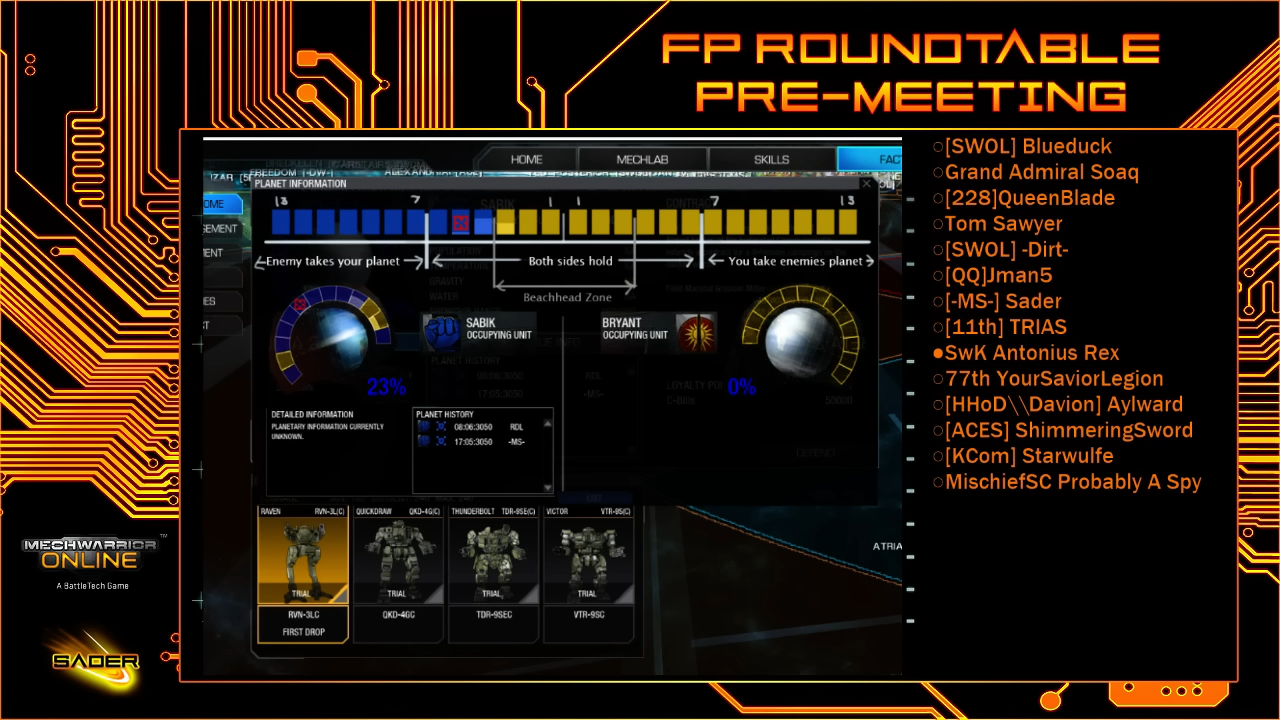 FP ROUNDTABLE
PRE-MEETING
HOME
MECHLAB
SKILLS
FAC
PLANET INFORMATION
13
7
1
1
7
13
Enemy takes your planet
Both sides hold
You take enemies planet
Beachhead Zone
SABIK
OCCUPYING UNIT
BRYANT
OCCUPYING UNIT
23%
0%
DETAILED INFORMATION
PLANETARY INFORMATION CURRENTLY
UNKNOWN.
PLANET HISTORY
08:06:3050 RDL
17:05:3050 -MS-
RAVEN RVN-3L(C)
QUICKDRAW QKD-4G(C)
THUNDERBOLT TDR-9SE(C)
VICTOR VTR-9S(C)
TRIAL
TRIAL
TRIAL
TRIAL
RVN-3LC
QKD-4GC
TDR-9SEC
VTR-9SC
FIRST DROP
ATRIA
[SWOL] Blueduck
Grand Admiral Soaq
[228]QueenBlade
Tom Sawyer
[SWOL] -Dirt-
[QQ]Jman5
[-MS-] Sader
[11th] TRIAS
SwK Antonius Rex
77th YourSaviorLegion
[HHoD\\Davion] Aylward
[ACES] ShimmeringSword
[KCom] Starwulfe
MischiefSC Probably A Spy
MECHWARRIOR™
ONLINE
A BattleTech Game
SADER